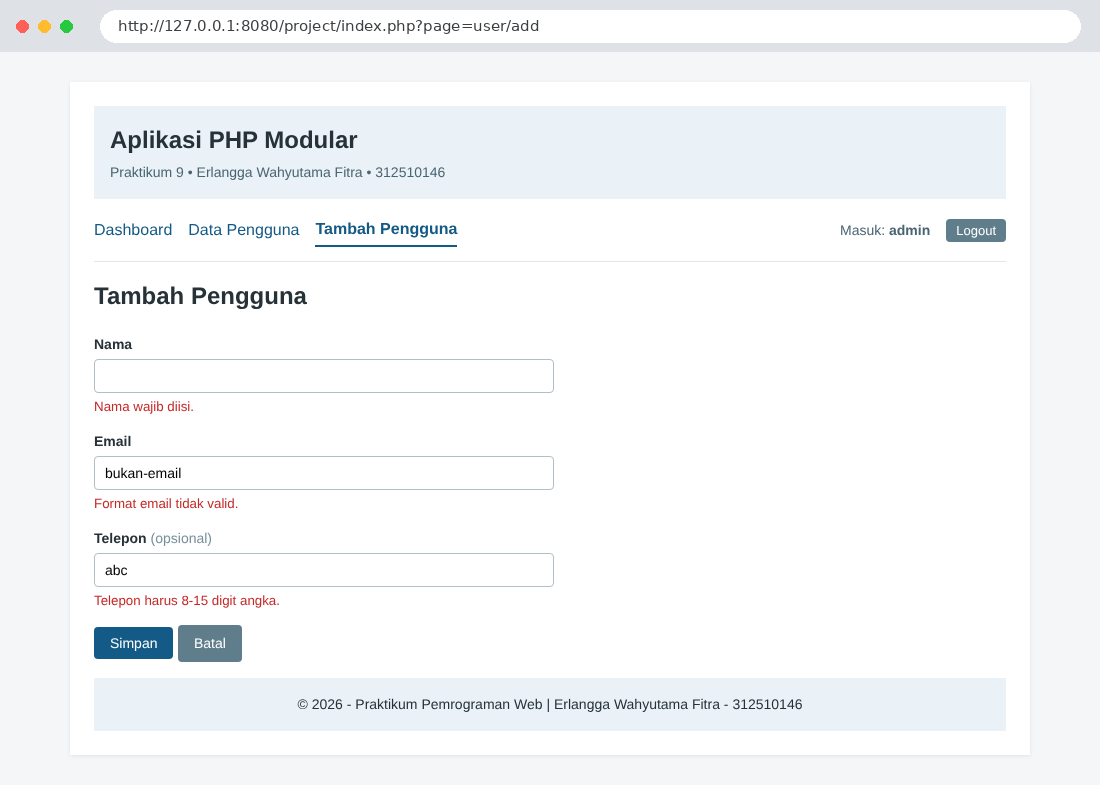 http://127.0.0.1:8080/project/index.php?page=user/add
Aplikasi PHP Modular
Praktikum 9 • Erlangga Wahyutama Fitra • 312510146
Dashboard Data Pengguna Tambah Pengguna Masuk: admin Logout
Tambah Pengguna
Nama
Nama wajib diisi.
Email
bukan-email
Format email tidak valid.
Telepon (opsional)
abc
Telepon harus 8-15 digit angka.
Simpan Batal
© 2026 - Praktikum Pemrograman Web | Erlangga Wahyutama Fitra - 312510146